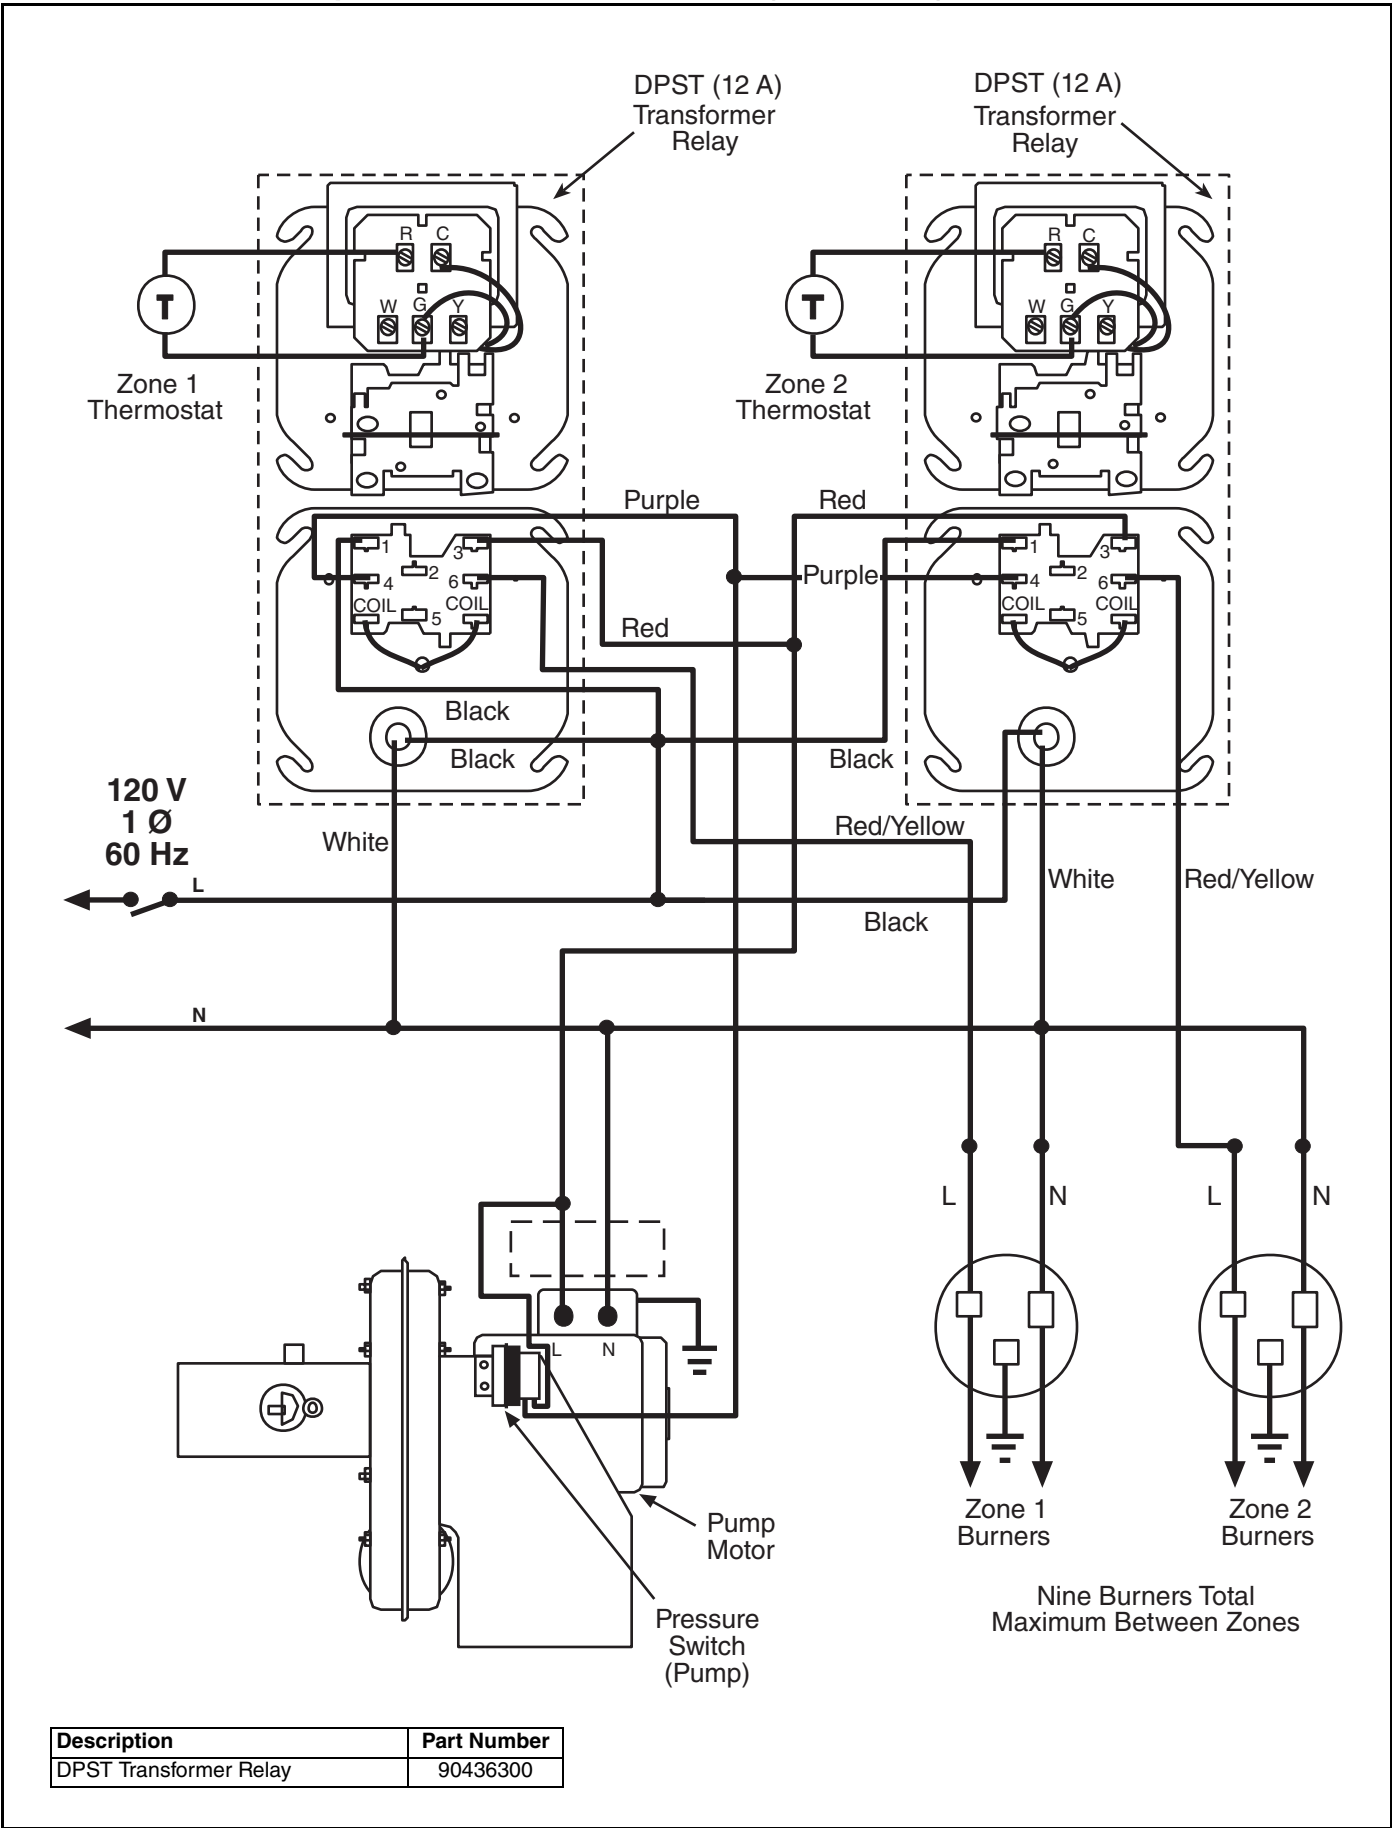 DPST (12 A)
Transformer
Relay
DPST (12 A)
Transformer
Relay
R C
W G Y
T
Zone 1
Thermostat
R C
W G Y
T
Zone 2
Thermostat
Purple
Red
1 3
2
4 6
COIL COIL
5
Purple
1 3
2
4 6
COIL COIL
5
Red
Black
Black
Black
120 V
1 Ø
60 Hz
White
Red/Yellow
L
White
Red/Yellow
Black
N
L N
L N
L N
Zone 1
Burners
Zone 2
Burners
Pump
Motor
Nine Burners Total
Maximum Between Zones
Pressure
Switch
(Pump)
Description Part Number
DPST Transformer Relay 90436300